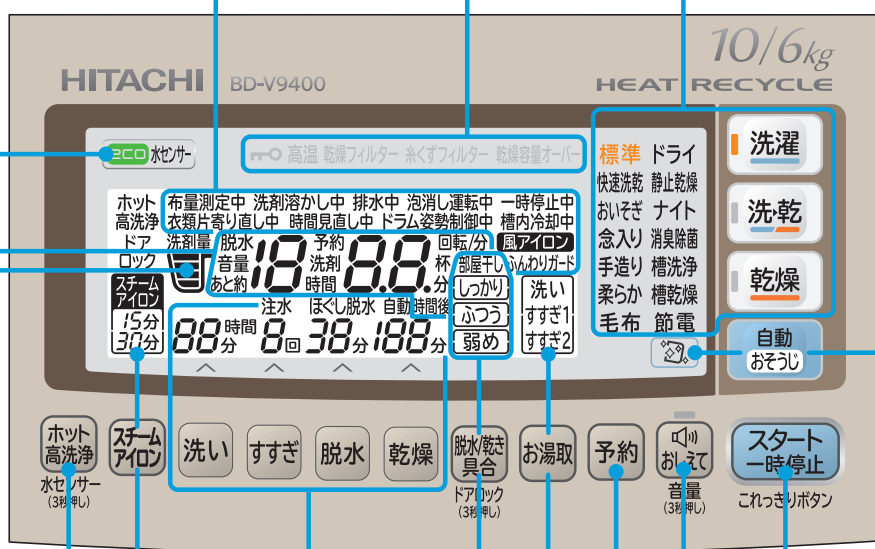 10/6kg
HITACHI BD-V9400
HEAT RECYCLE
eco 水センサー
高温 乾燥フィルター 糸くずフィルター 乾燥容量オーバー
標準 ドライ
快速洗乾 静止乾燥
おいそぎ ナイト
念入り 消臭除菌
手造り 槽洗浄
柔らか 槽乾燥
毛布 節電
洗濯
洗・乾
乾燥
自動
おそうじ
ホット
高洗浄
布量測定中 洗剤溶かし中 排水中 泡消し運転中 一時停止中
衣類片寄り直し中 時間見直し中 ドラム姿勢制御中 槽内冷却中
ドア
ロック
洗剤量
脱水
音量
あと約
18
予約
洗剤
時間
88.
回転/分
杯
分
風アイロン
部屋干し ふんわりガード
しっかり
ふつう
弱め
洗い
すすぎ1
すすぎ2
スチーム
アイロン
15分
30分
注水 ほぐし脱水 自動 時間後
88時間分 8回 38分 188分
ホット
高洗浄
水センサー
(3秒押し)
スチーム
アイロン
洗い
すすぎ
脱水
乾燥
脱水/乾き
具合
ドアロック
(3秒押し)
お湯取
予約
おしえて
音量
(3秒押し)
スタート
一時停止
これっきりボタン